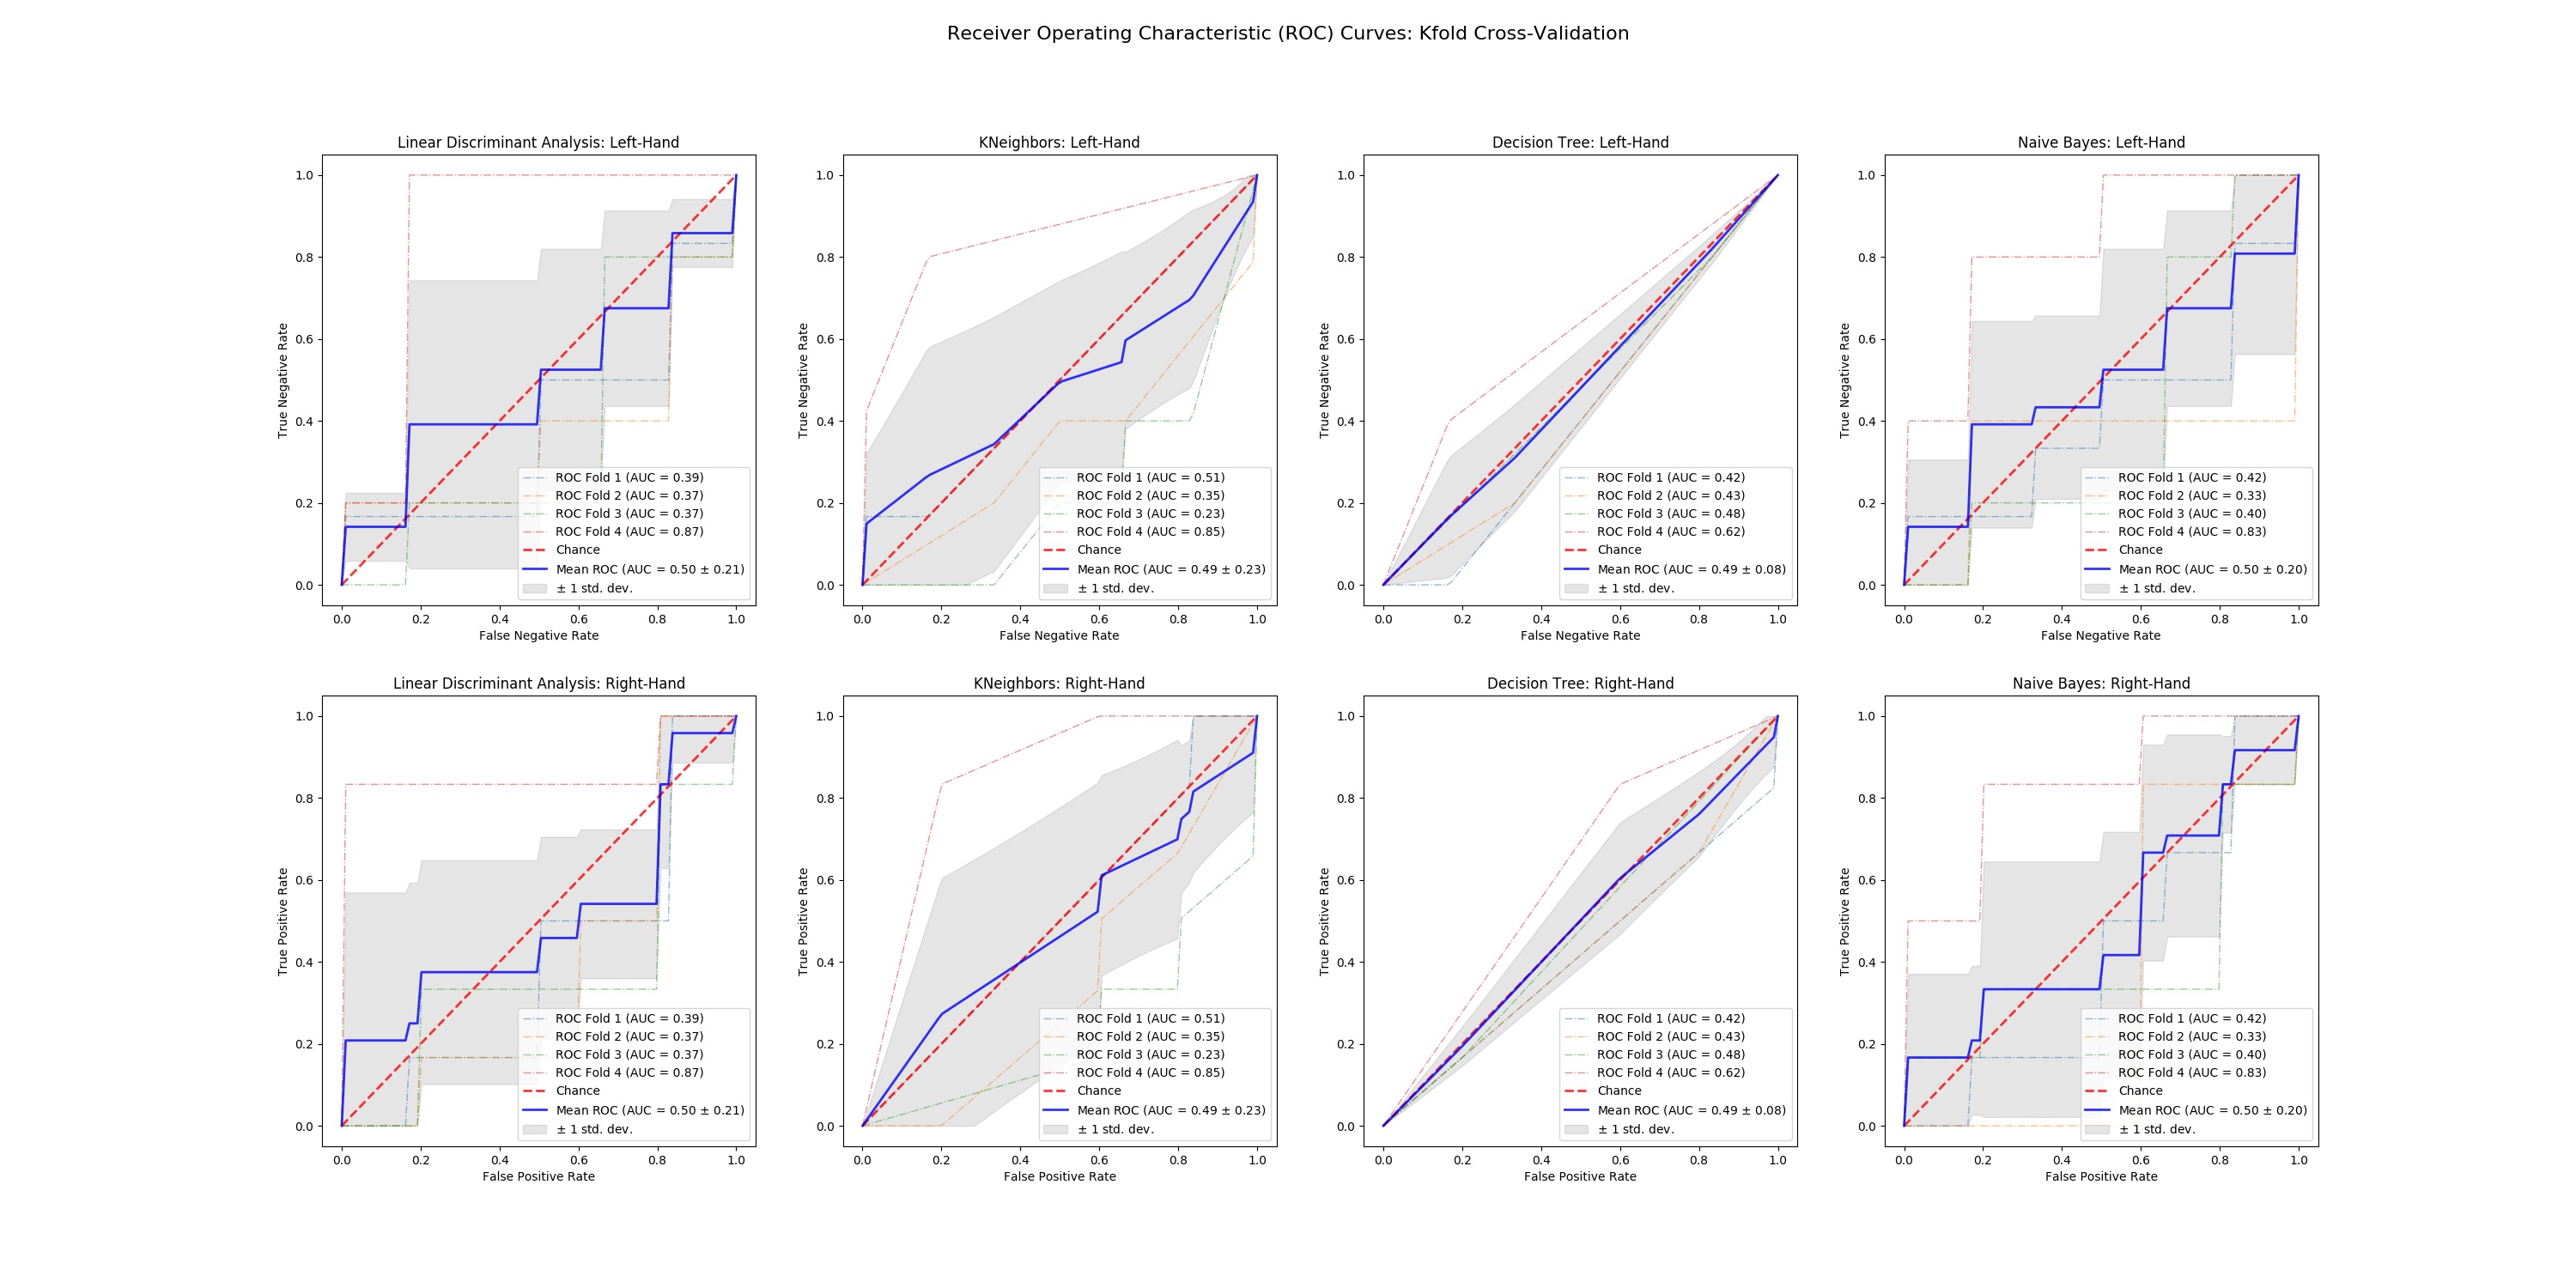 Receiver Operating Characteristic (ROC) Curves: Kfold Cross-Validation
Linear Discriminant Analysis: Left-Hand
True Negative Rate
1.0
0.8
0.6
0.4
0.2
0.0
ROC Fold 1 (AUC = 0.39)
ROC Fold 2 (AUC = 0.37)
ROC Fold 3 (AUC = 0.37)
ROC Fold 4 (AUC = 0.87)
Chance
Mean ROC (AUC = 0.50 ± 0.21)
± 1 std. dev.
0.0 0.2 0.4 0.6 0.8 1.0
False Negative Rate
KNeighbors: Left-Hand
True Negative Rate
1.0
0.8
0.6
0.4
0.2
0.0
ROC Fold 1 (AUC = 0.51)
ROC Fold 2 (AUC = 0.35)
ROC Fold 3 (AUC = 0.23)
ROC Fold 4 (AUC = 0.85)
Chance
Mean ROC (AUC = 0.49 ± 0.23)
± 1 std. dev.
0.0 0.2 0.4 0.6 0.8 1.0
False Negative Rate
Decision Tree: Left-Hand
True Negative Rate
1.0
0.8
0.6
0.4
0.2
0.0
ROC Fold 1 (AUC = 0.42)
ROC Fold 2 (AUC = 0.43)
ROC Fold 3 (AUC = 0.48)
ROC Fold 4 (AUC = 0.62)
Chance
Mean ROC (AUC = 0.49 ± 0.08)
± 1 std. dev.
0.0 0.2 0.4 0.6 0.8 1.0
False Negative Rate
Naive Bayes: Left-Hand
True Negative Rate
1.0
0.8
0.6
0.4
0.2
0.0
ROC Fold 1 (AUC = 0.42)
ROC Fold 2 (AUC = 0.33)
ROC Fold 3 (AUC = 0.40)
ROC Fold 4 (AUC = 0.83)
Chance
Mean ROC (AUC = 0.50 ± 0.20)
± 1 std. dev.
0.0 0.2 0.4 0.6 0.8 1.0
False Negative Rate
Linear Discriminant Analysis: Right-Hand
True Positive Rate
1.0
0.8
0.6
0.4
0.2
0.0
ROC Fold 1 (AUC = 0.39)
ROC Fold 2 (AUC = 0.37)
ROC Fold 3 (AUC = 0.37)
ROC Fold 4 (AUC = 0.87)
Chance
Mean ROC (AUC = 0.50 ± 0.21)
± 1 std. dev.
0.0 0.2 0.4 0.6 0.8 1.0
False Positive Rate
KNeighbors: Right-Hand
True Positive Rate
1.0
0.8
0.6
0.4
0.2
0.0
ROC Fold 1 (AUC = 0.51)
ROC Fold 2 (AUC = 0.35)
ROC Fold 3 (AUC = 0.23)
ROC Fold 4 (AUC = 0.85)
Chance
Mean ROC (AUC = 0.49 ± 0.23)
± 1 std. dev.
0.0 0.2 0.4 0.6 0.8 1.0
False Positive Rate
Decision Tree: Right-Hand
True Positive Rate
1.0
0.8
0.6
0.4
0.2
0.0
ROC Fold 1 (AUC = 0.42)
ROC Fold 2 (AUC = 0.43)
ROC Fold 3 (AUC = 0.48)
ROC Fold 4 (AUC = 0.62)
Chance
Mean ROC (AUC = 0.49 ± 0.08)
± 1 std. dev.
0.0 0.2 0.4 0.6 0.8 1.0
False Positive Rate
Naive Bayes: Right-Hand
True Positive Rate
1.0
0.8
0.6
0.4
0.2
0.0
ROC Fold 1 (AUC = 0.42)
ROC Fold 2 (AUC = 0.33)
ROC Fold 3 (AUC = 0.40)
ROC Fold 4 (AUC = 0.83)
Chance
Mean ROC (AUC = 0.50 ± 0.20)
± 1 std. dev.
0.0 0.2 0.4 0.6 0.8 1.0
False Positive Rate